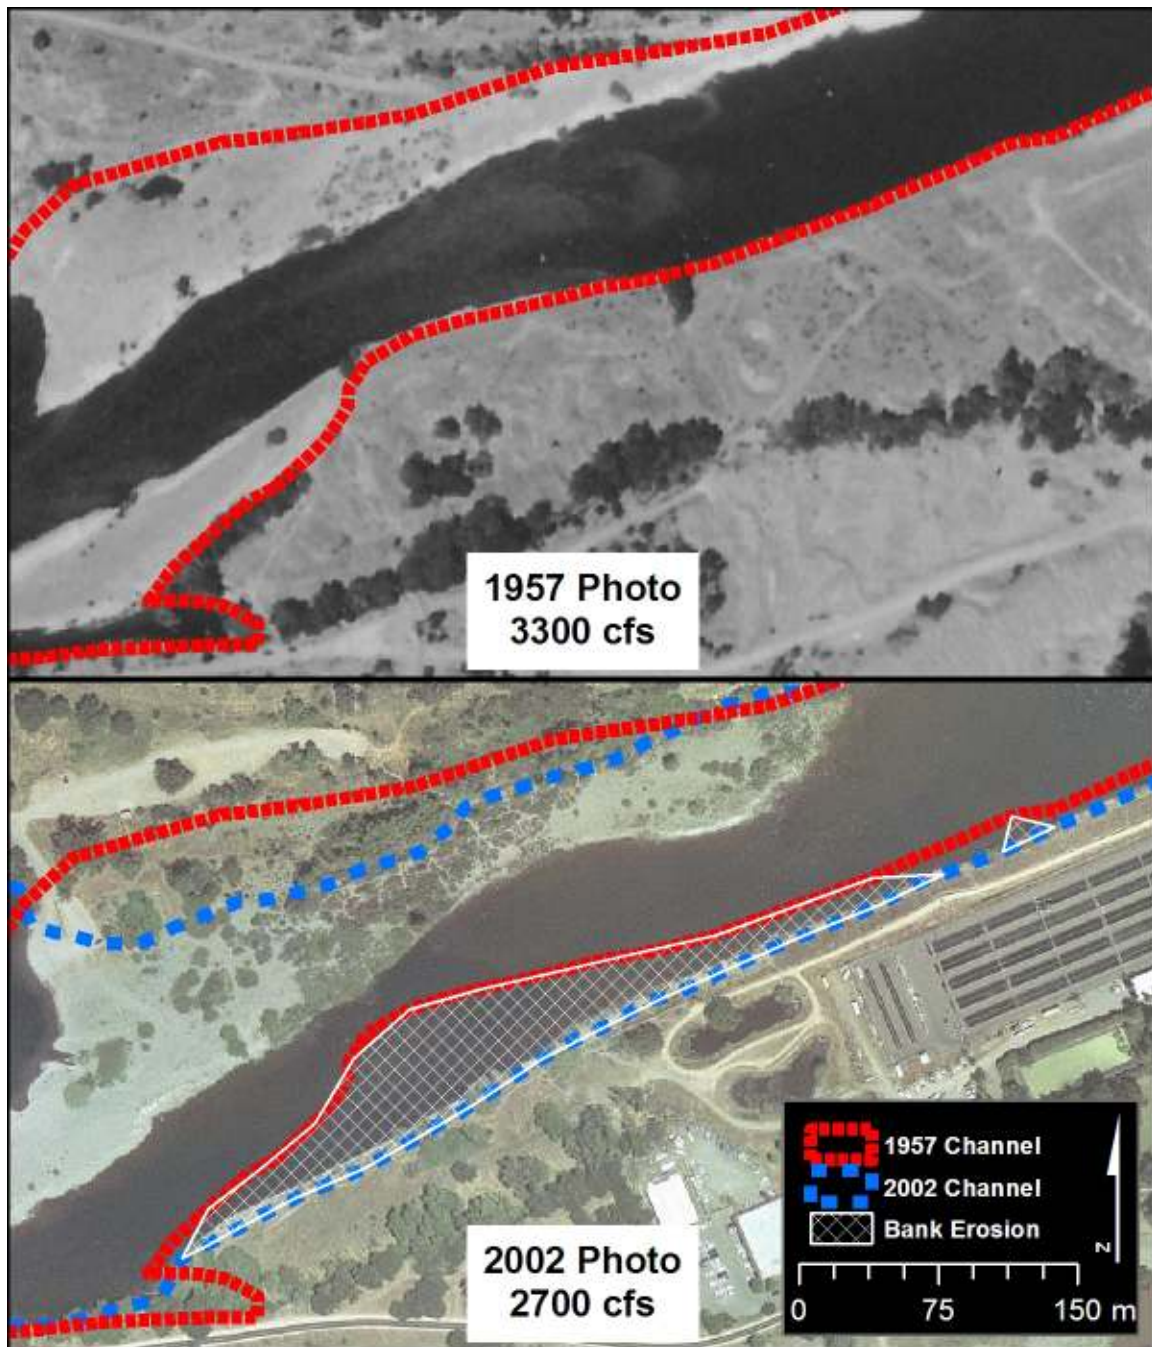 1957 Photo
3300 cfs
1957 Channel
2002 Channel
Bank Erosion
N
0 75 150 m
2002 Photo
2700 cfs